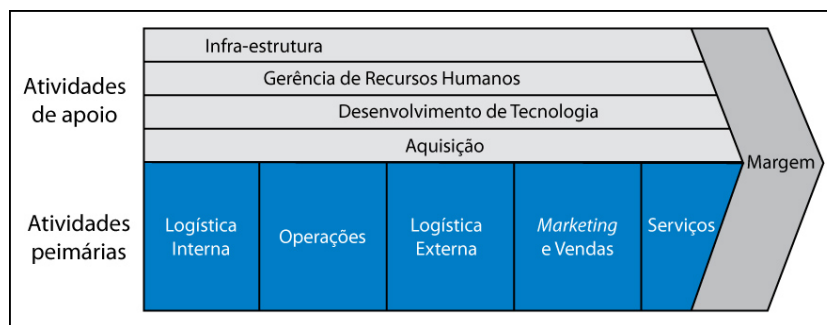 Atividades
de apoio
Infra-estrutura
Gerência de Recursos Humanos
Desenvolvimento de Tecnologia
Aquisição
Margem
Atividades
peimárias
Logística
Interna
Operações
Logística
Externa
Marketing
e Vendas
Serviços